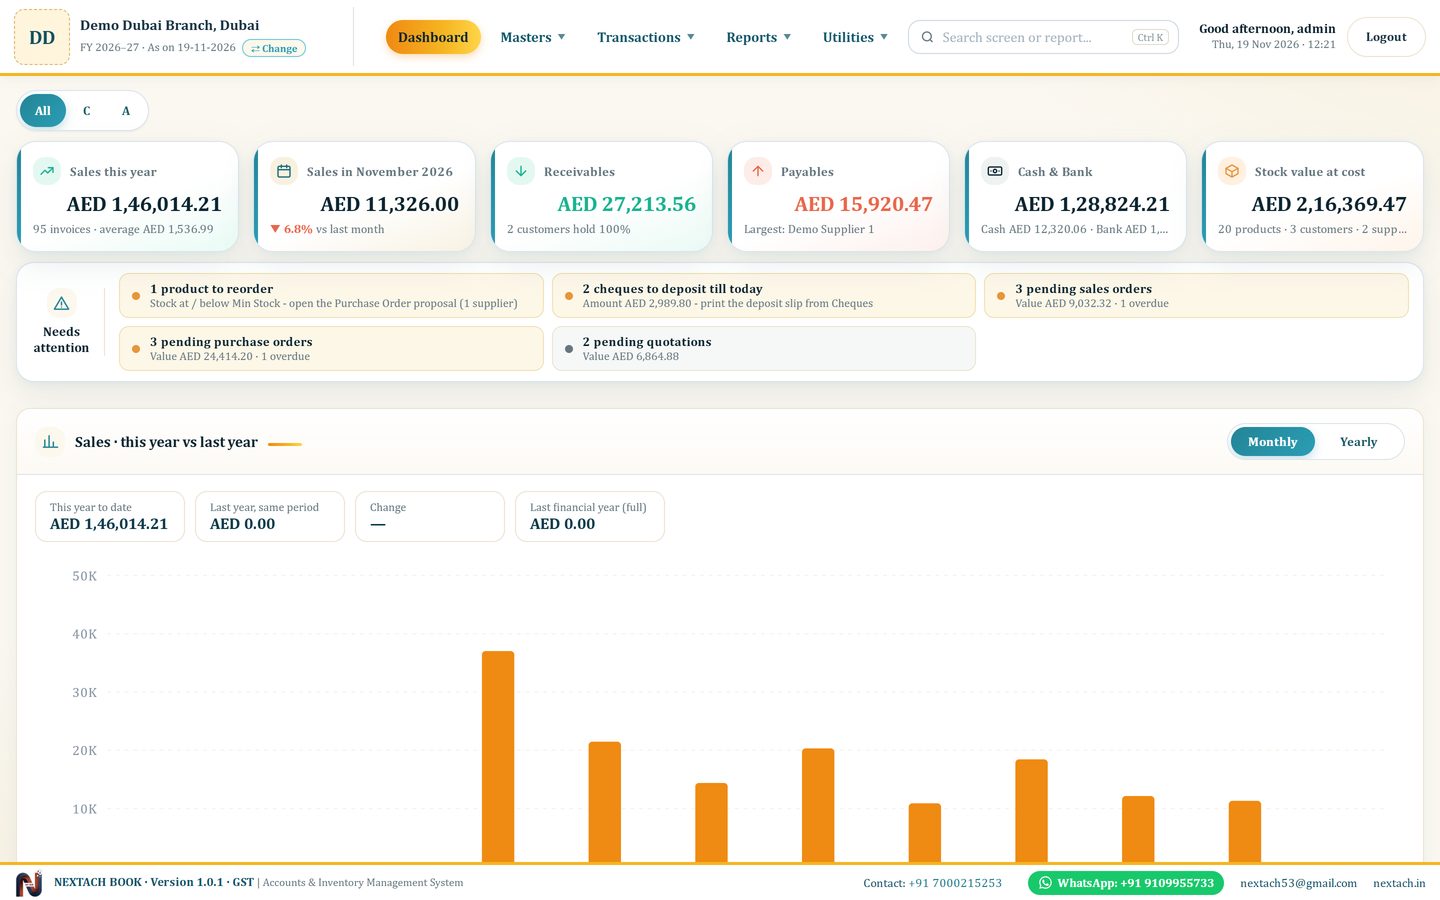 DD
Demo Dubai Branch, Dubai
FY 2026–27 · As on 19-11-2026 ⇄ Change
Dashboard Masters ▼ Transactions ▼ Reports ▼ Utilities ▼
Search screen or report... Ctrl K
Good afternoon, admin
Thu, 19 Nov 2026 · 12:21
Logout
All C A
Sales this year
AED 1,46,014.21
95 invoices · average AED 1,536.99
Sales in November 2026
AED 11,326.00
▼ 6.8% vs last month
Receivables
AED 27,213.56
2 customers hold 100%
Payables
AED 15,920.47
Largest: Demo Supplier 1
Cash & Bank
AED 1,28,824.21
Cash AED 12,320.06 · Bank AED 1,...
Stock value at cost
AED 2,16,369.47
20 products · 3 customers · 2 supp...
Needs
attention
1 product to reorder
Stock at / below Min Stock - open the Purchase Order proposal (1 supplier)
2 cheques to deposit till today
Amount AED 2,989.80 - print the deposit slip from Cheques
3 pending sales orders
Value AED 9,032.32 · 1 overdue
3 pending purchase orders
Value AED 24,414.20 · 1 overdue
2 pending quotations
Value AED 6,864.88
Sales · this year vs last year
Monthly Yearly
This year to date
AED 1,46,014.21
Last year, same period
AED 0.00
Change
—
Last financial year (full)
AED 0.00
50K
40K
30K
20K
10K
NEXTACH BOOK · Version 1.0.1 · GST | Accounts & Inventory Management System
Contact: +91 7000215253
WhatsApp: +91 9109955733
nextach53@gmail.com
nextach.in